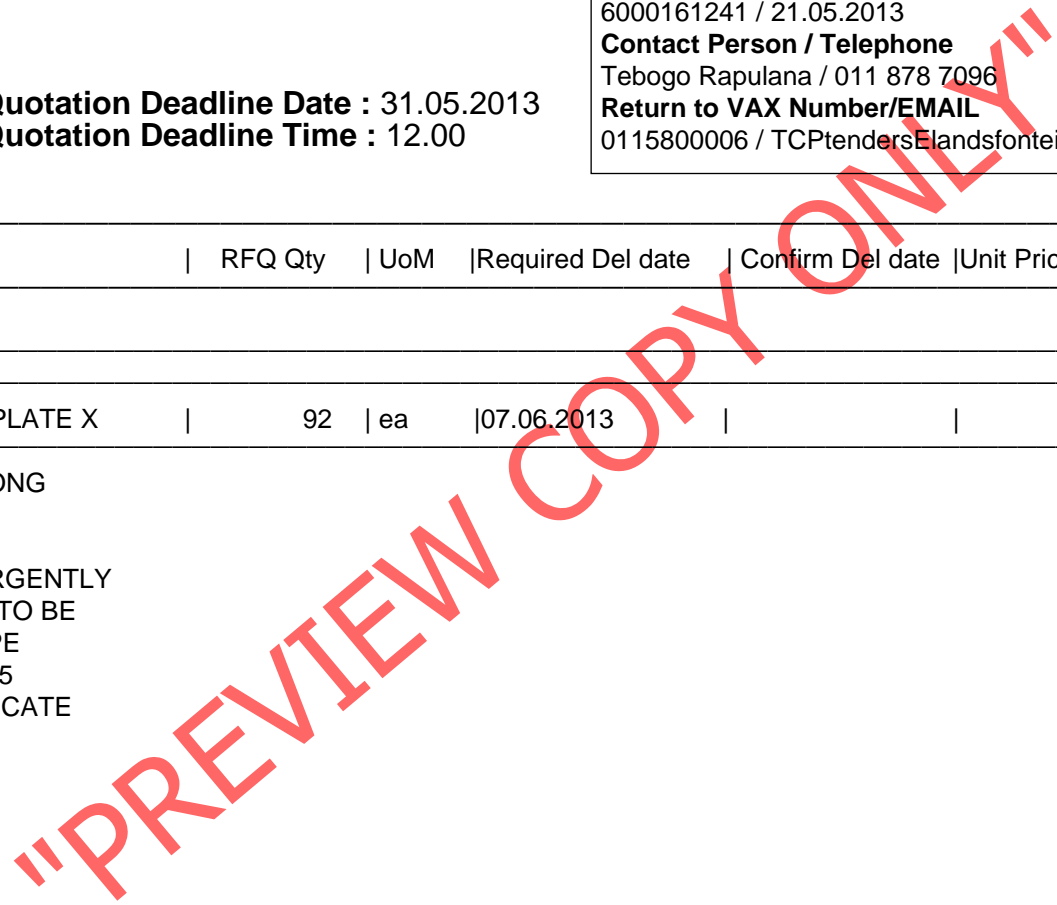 6000161241 / 21.05.2013
Contact Person / Telephone
Tebogo Rapulana / 011 878 7096
Quotation Deadline Date : 31.05.2013
Return to VAX Number/EMAIL
Quotation Deadline Time : 12.00
0115800006 / TCPtendersElandsfontei
| RFQ Qty | UoM |Required Del date | Confirm Del date |Unit Pric
PLATE X | 92 | ea |07.06.2013 | |
ONG
RGENTLY
TO BE
PE
5
CATE
"PREVIEW COPY ONLY"